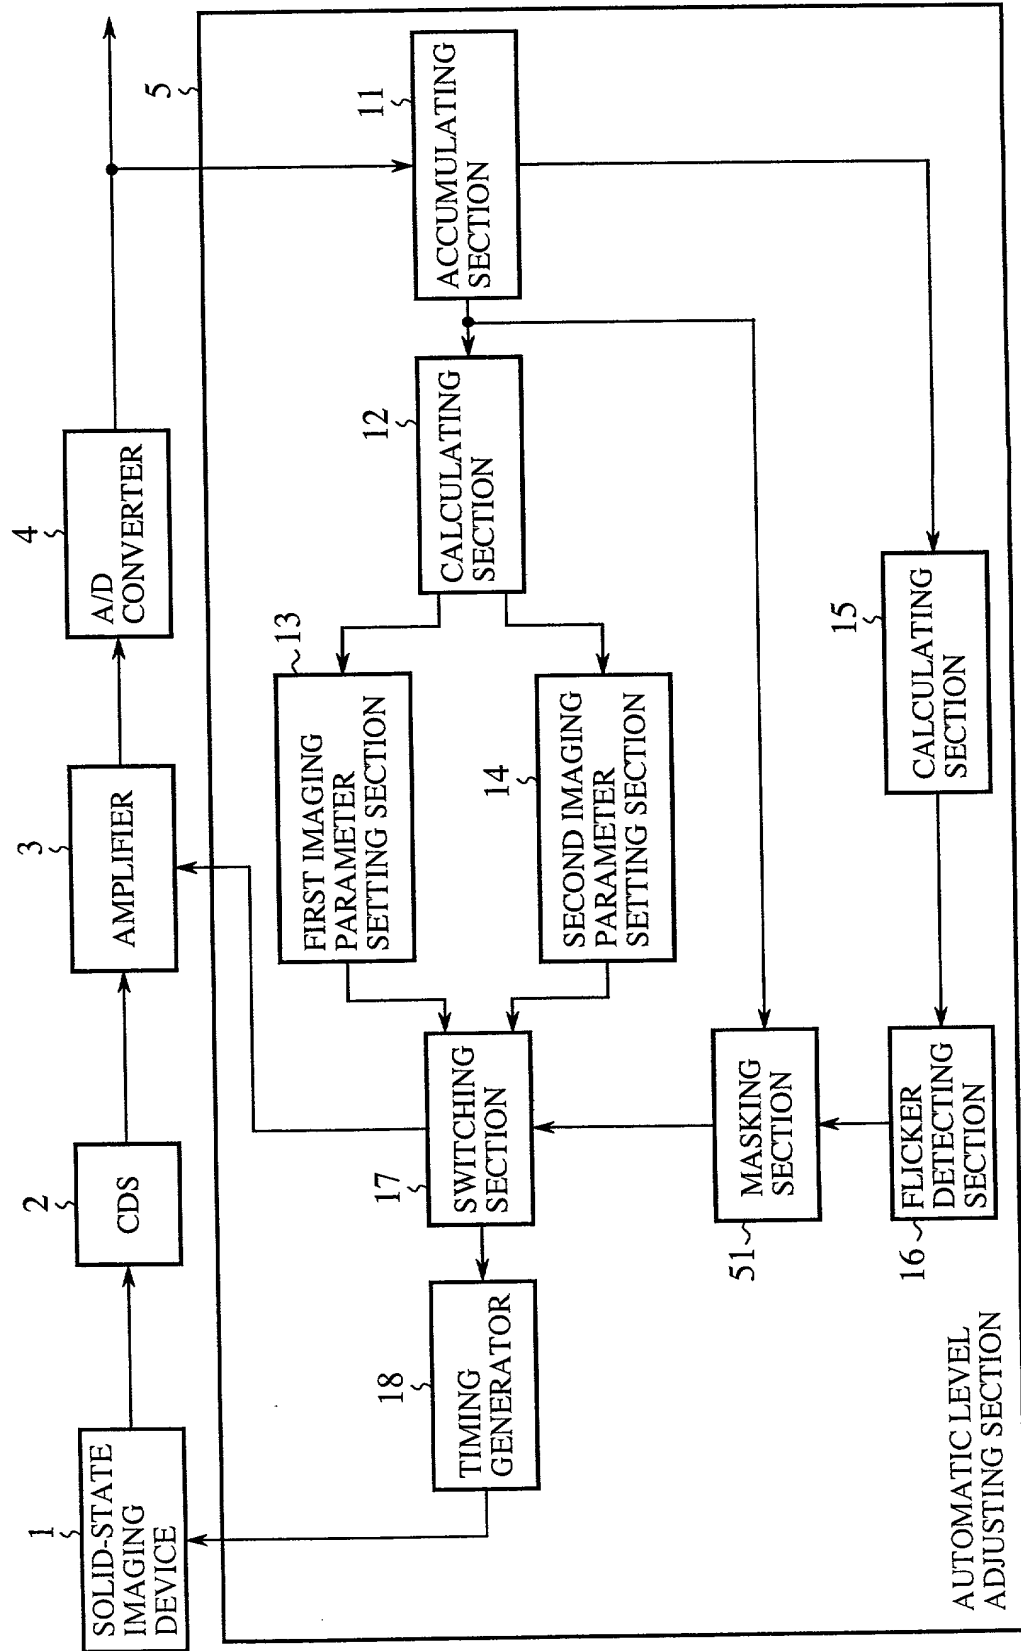 1
SOLID-STATE
IMAGING
DEVICE
2
CDS
3
AMPLIFIER
4
A/D
CONVERTER
5
11
ACCUMULATING
SECTION
12
CALCULATING
SECTION
13
FIRST IMAGING
PARAMETER
SETTING SECTION
14
SECOND IMAGING
PARAMETER
SETTING SECTION
17
SWITCHING
SECTION
18
TIMING
GENERATOR
51
MASKING
SECTION
15
CALCULATING
SECTION
16
FLICKER
DETECTING
SECTION
AUTOMATIC LEVEL
ADJUSTING SECTION